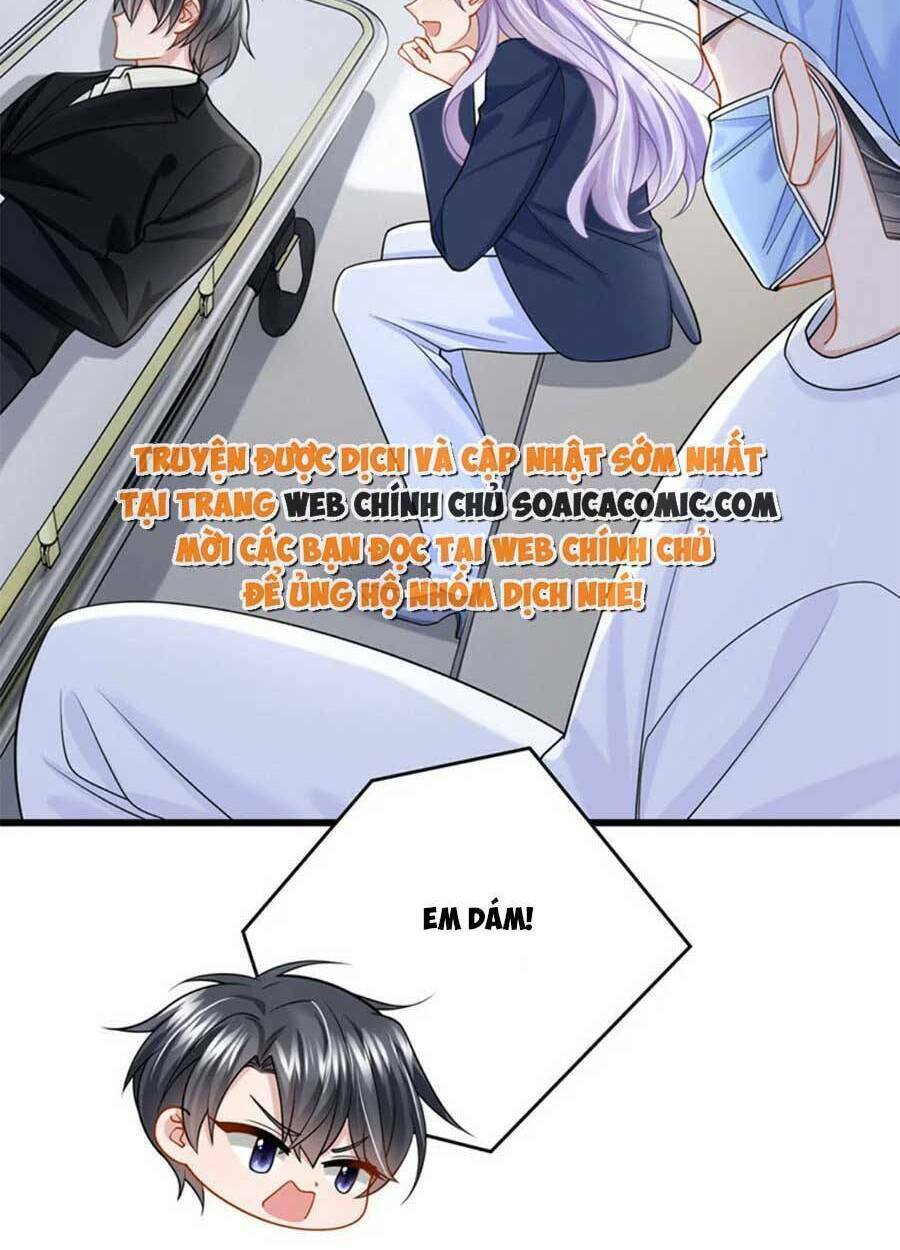 TRUYỆN ĐƯỢC DỊCH VÀ CẬP NHẬT SỚM NHẤT
TẠI TRANG WEB CHÍNH CHỦ SOAICACOMIC.COM
MỜI CÁC BẠN ĐỌC TẠI WEB CHÍNH CHỦ
ĐỂ ỦNG HỘ NHÓM DỊCH NHÉ!
EM DÁM!